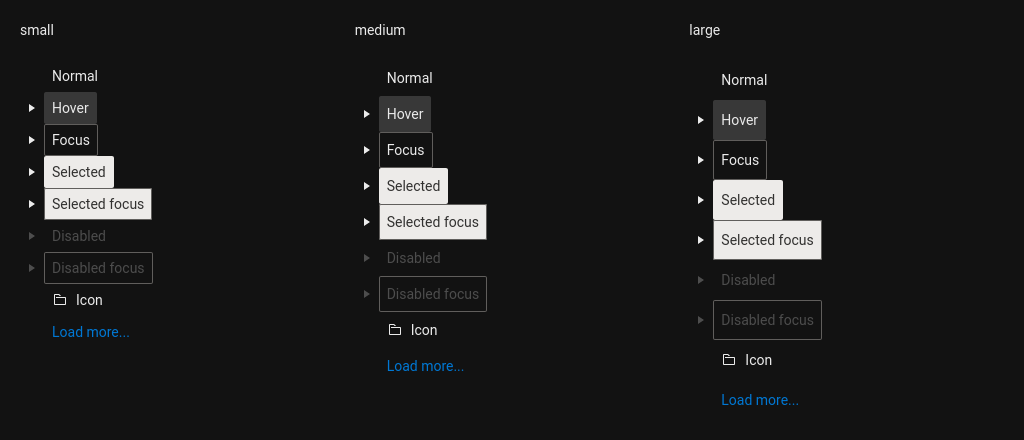 small
Normal
Hover
Focus
Selected
Selected focus
Disabled
Disabled focus
Icon
Load more...
medium
Normal
Hover
Focus
Selected
Selected focus
Disabled
Disabled focus
Icon
Load more...
large
Normal
Hover
Focus
Selected
Selected focus
Disabled
Disabled focus
Icon
Load more...